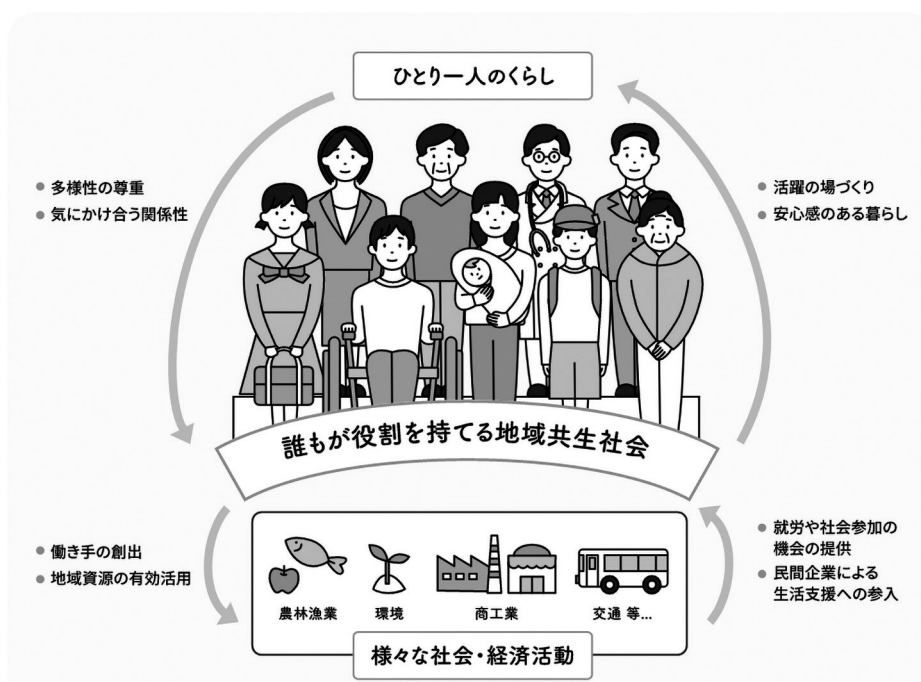 ひとり一人のくらし
● 多様性の尊重
● 気にかけ合う関係性
● 活躍の場づくり
● 安心感のある暮らし
誰もが役割を持てる地域共生社会
● 働き手の創出
● 地域資源の有効活用
● 就労や社会参加の
機会の提供
● 民間企業による
生活支援への参入
農林漁業
環境
商工業
交通 等...
様々な社会・経済活動